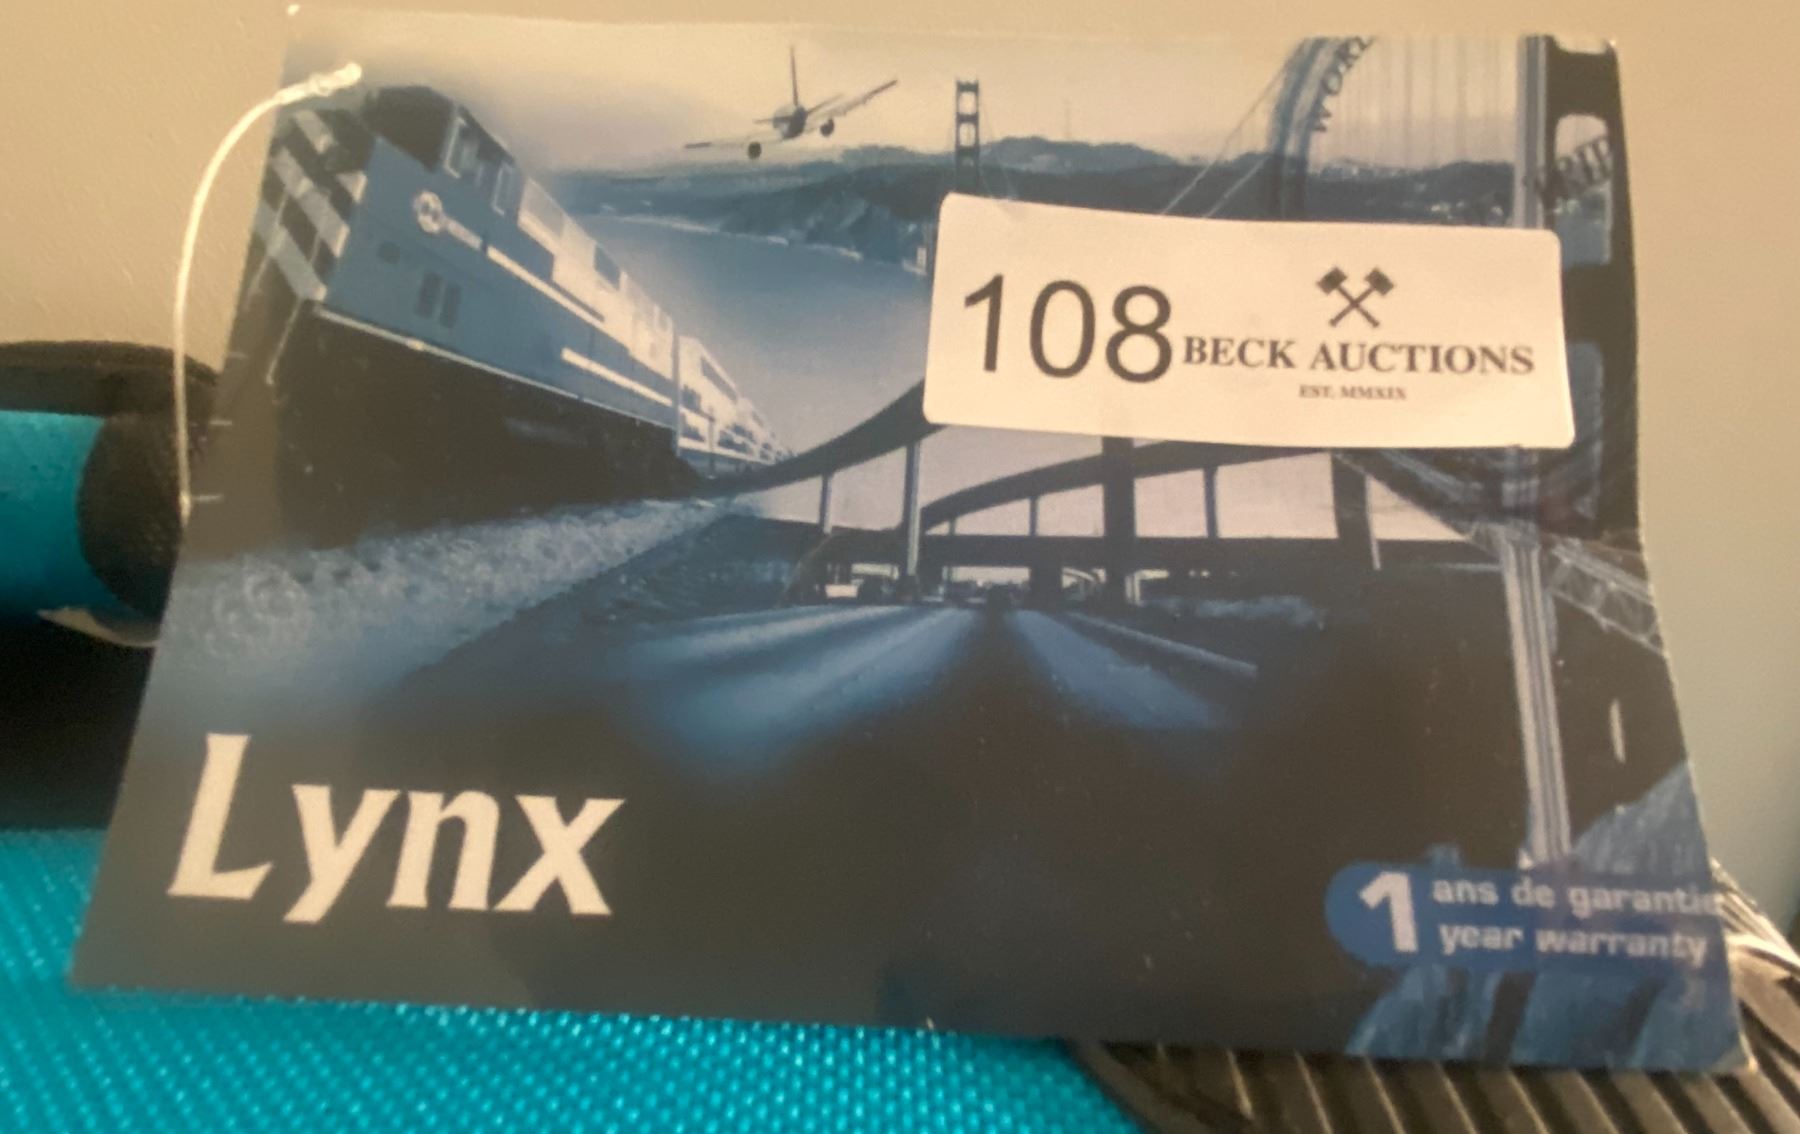 108
BECK AUCTIONS
EST. MMXIX
Lynx
1
ans de garantie
year warranty